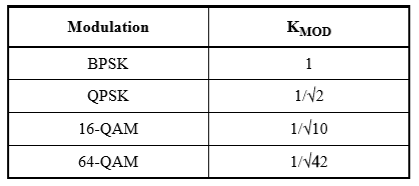 Modulation KMOD
BPSK 1
QPSK 1/√2
16-QAM 1/√10
64-QAM 1/√42